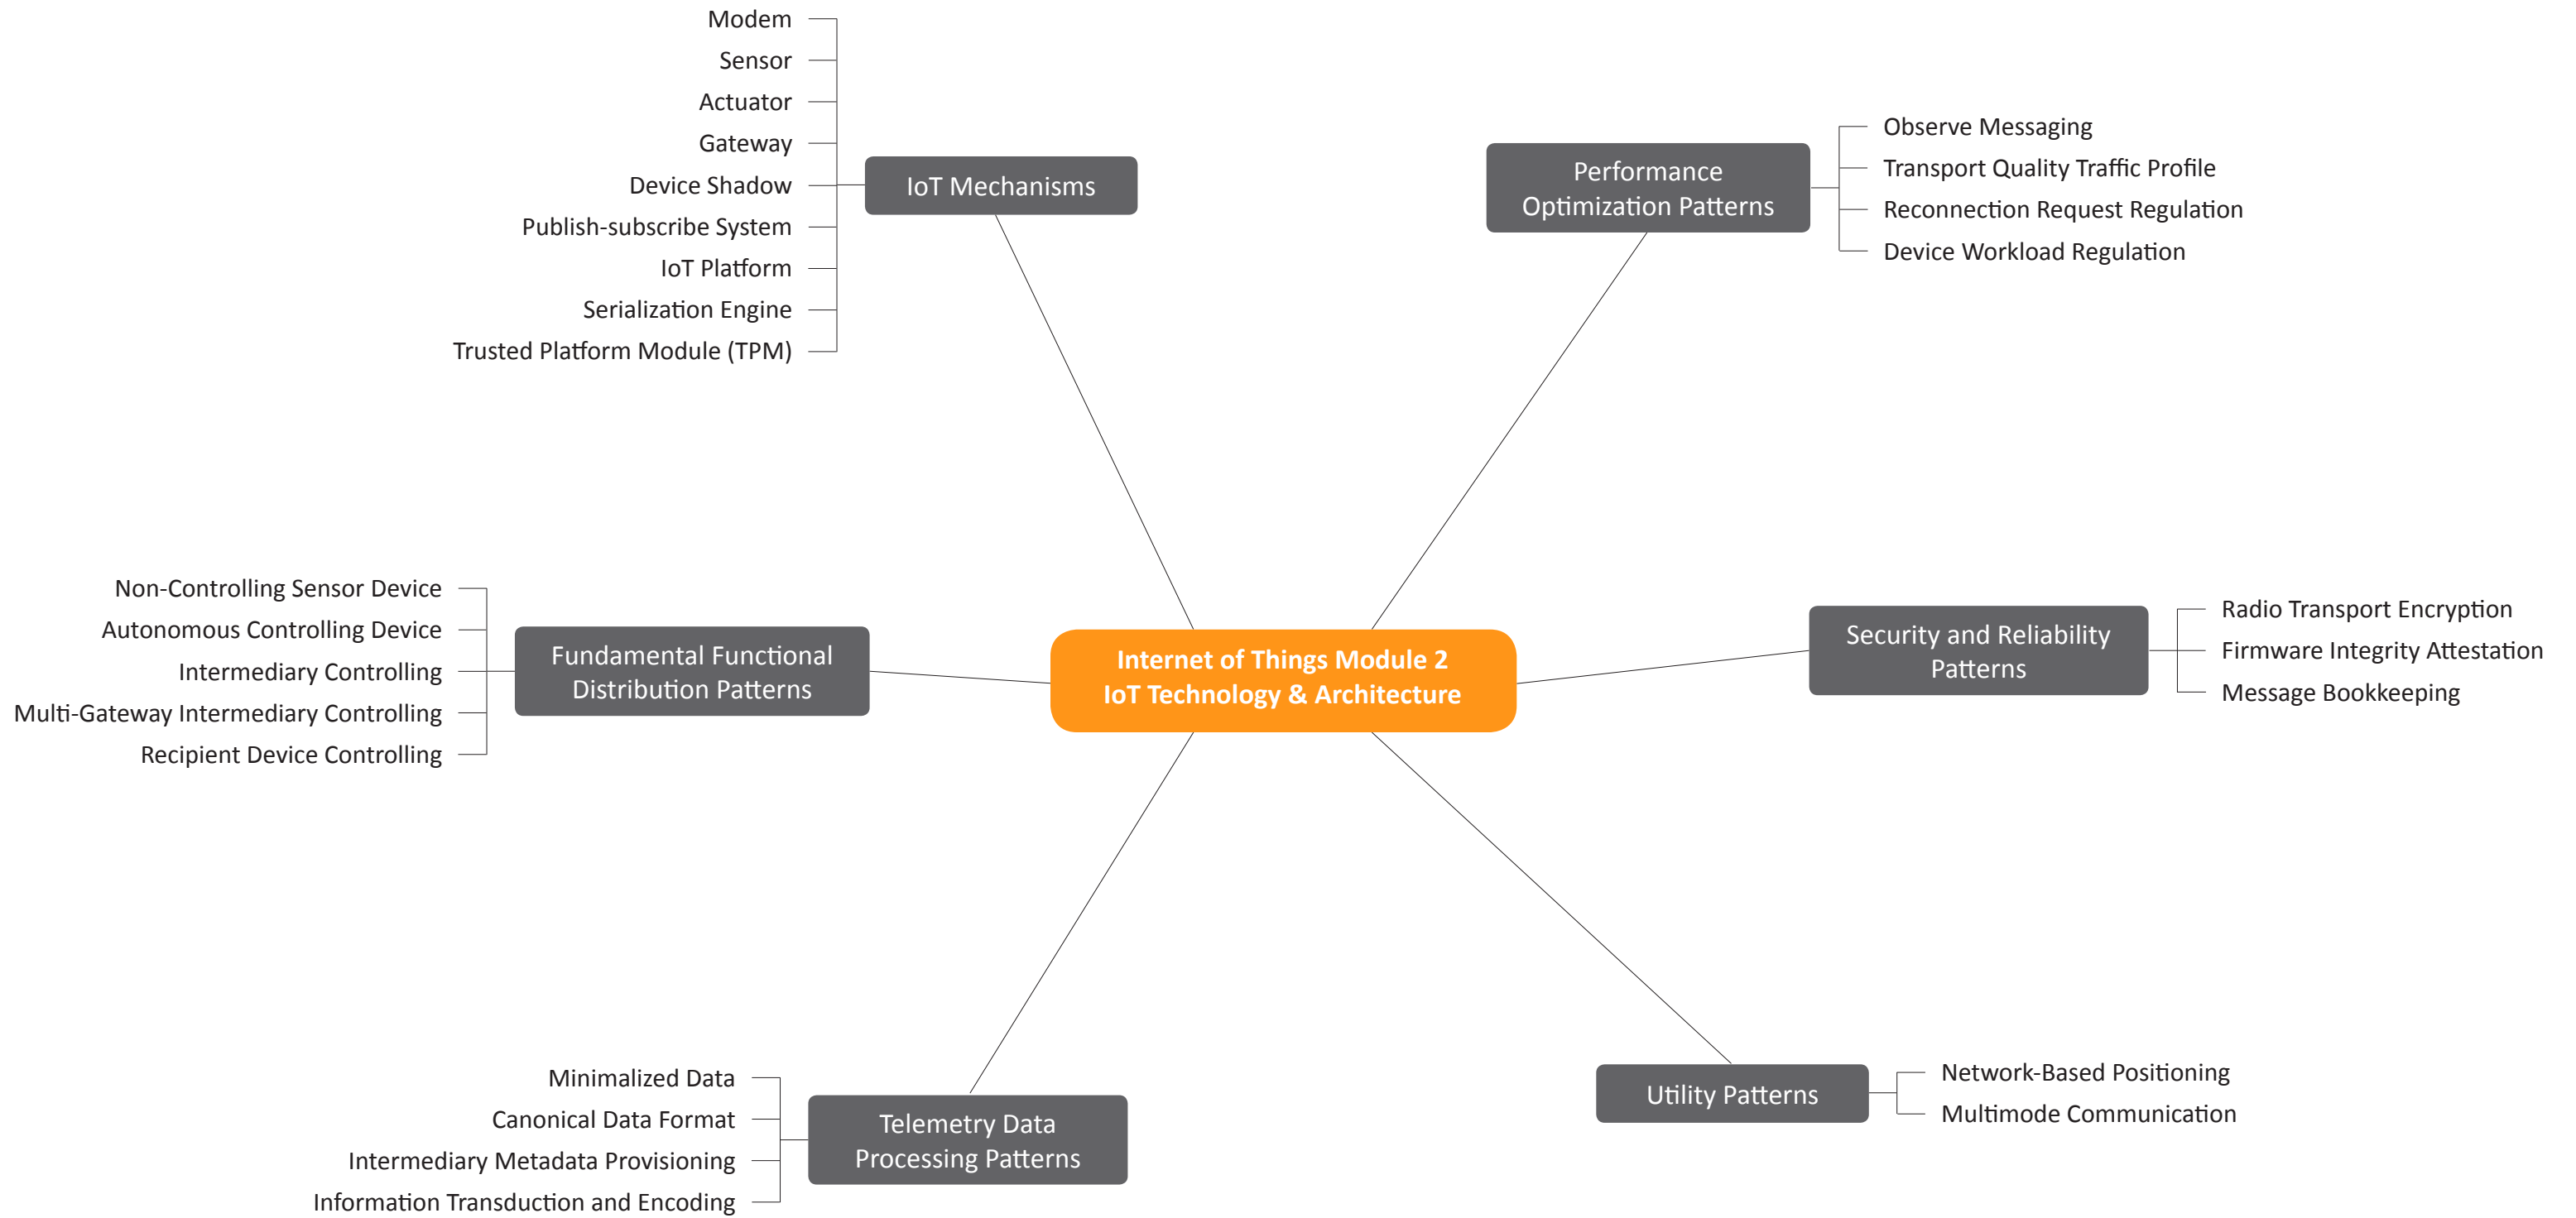 Modem
Sensor
Actuator
Gateway
Device Shadow
Publish-subscribe System
IoT Platform
Serialization Engine
Trusted Platform Module (TPM)
IoT Mechanisms
Performance
Optimization Patterns
Observe Messaging
Transport Quality Traffic Profile
Reconnection Request Regulation
Device Workload Regulation
Non-Controlling Sensor Device
Autonomous Controlling Device
Intermediary Controlling
Multi-Gateway Intermediary Controlling
Recipient Device Controlling
Fundamental Functional
Distribution Patterns
Internet of Things Module 2
IoT Technology & Architecture
Security and Reliability
Patterns
Radio Transport Encryption
Firmware Integrity Attestation
Message Bookkeeping
Minimalized Data
Canonical Data Format
Intermediary Metadata Provisioning
Information Transduction and Encoding
Telemetry Data
Processing Patterns
Utility Patterns
Network-Based Positioning
Multimode Communication